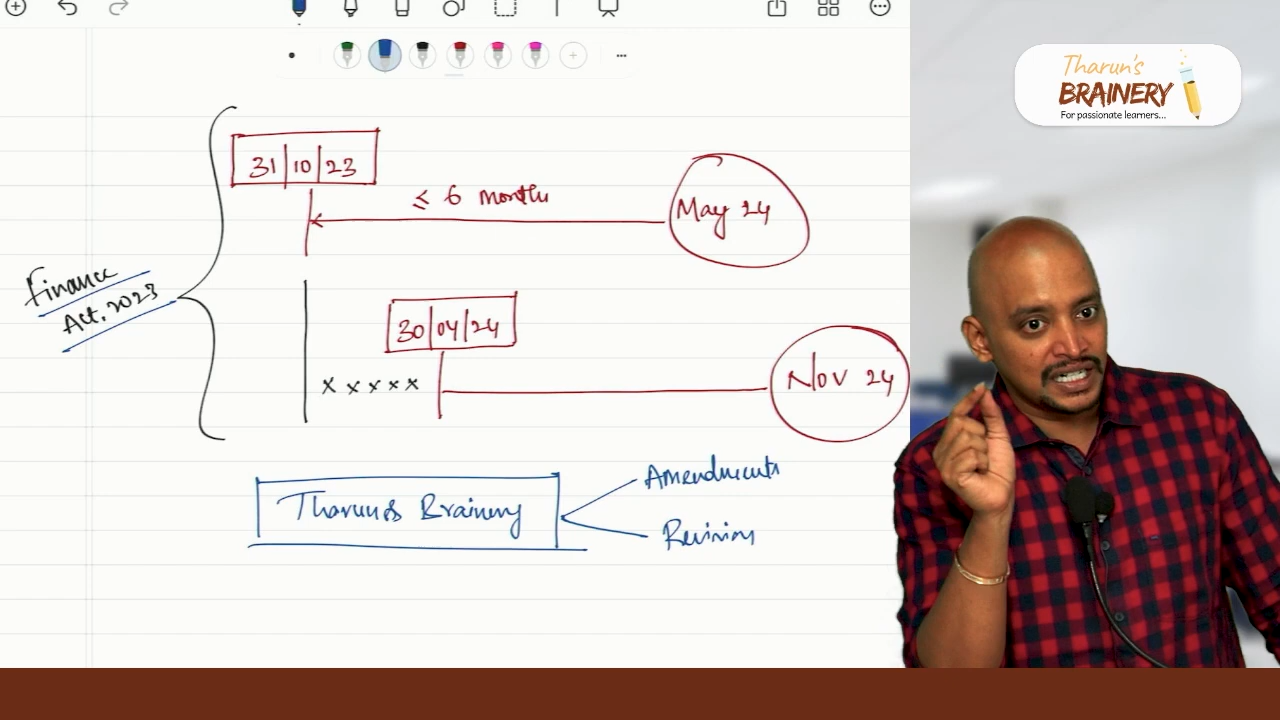 Tharun's
BRAINERY
For passionate learners...
31|10|23
≤ 6 months
May 24
Finance
Act, 2023
30|04|24
x x x x x
Nov 24
Tharun's Brainery
Amendments
Revision